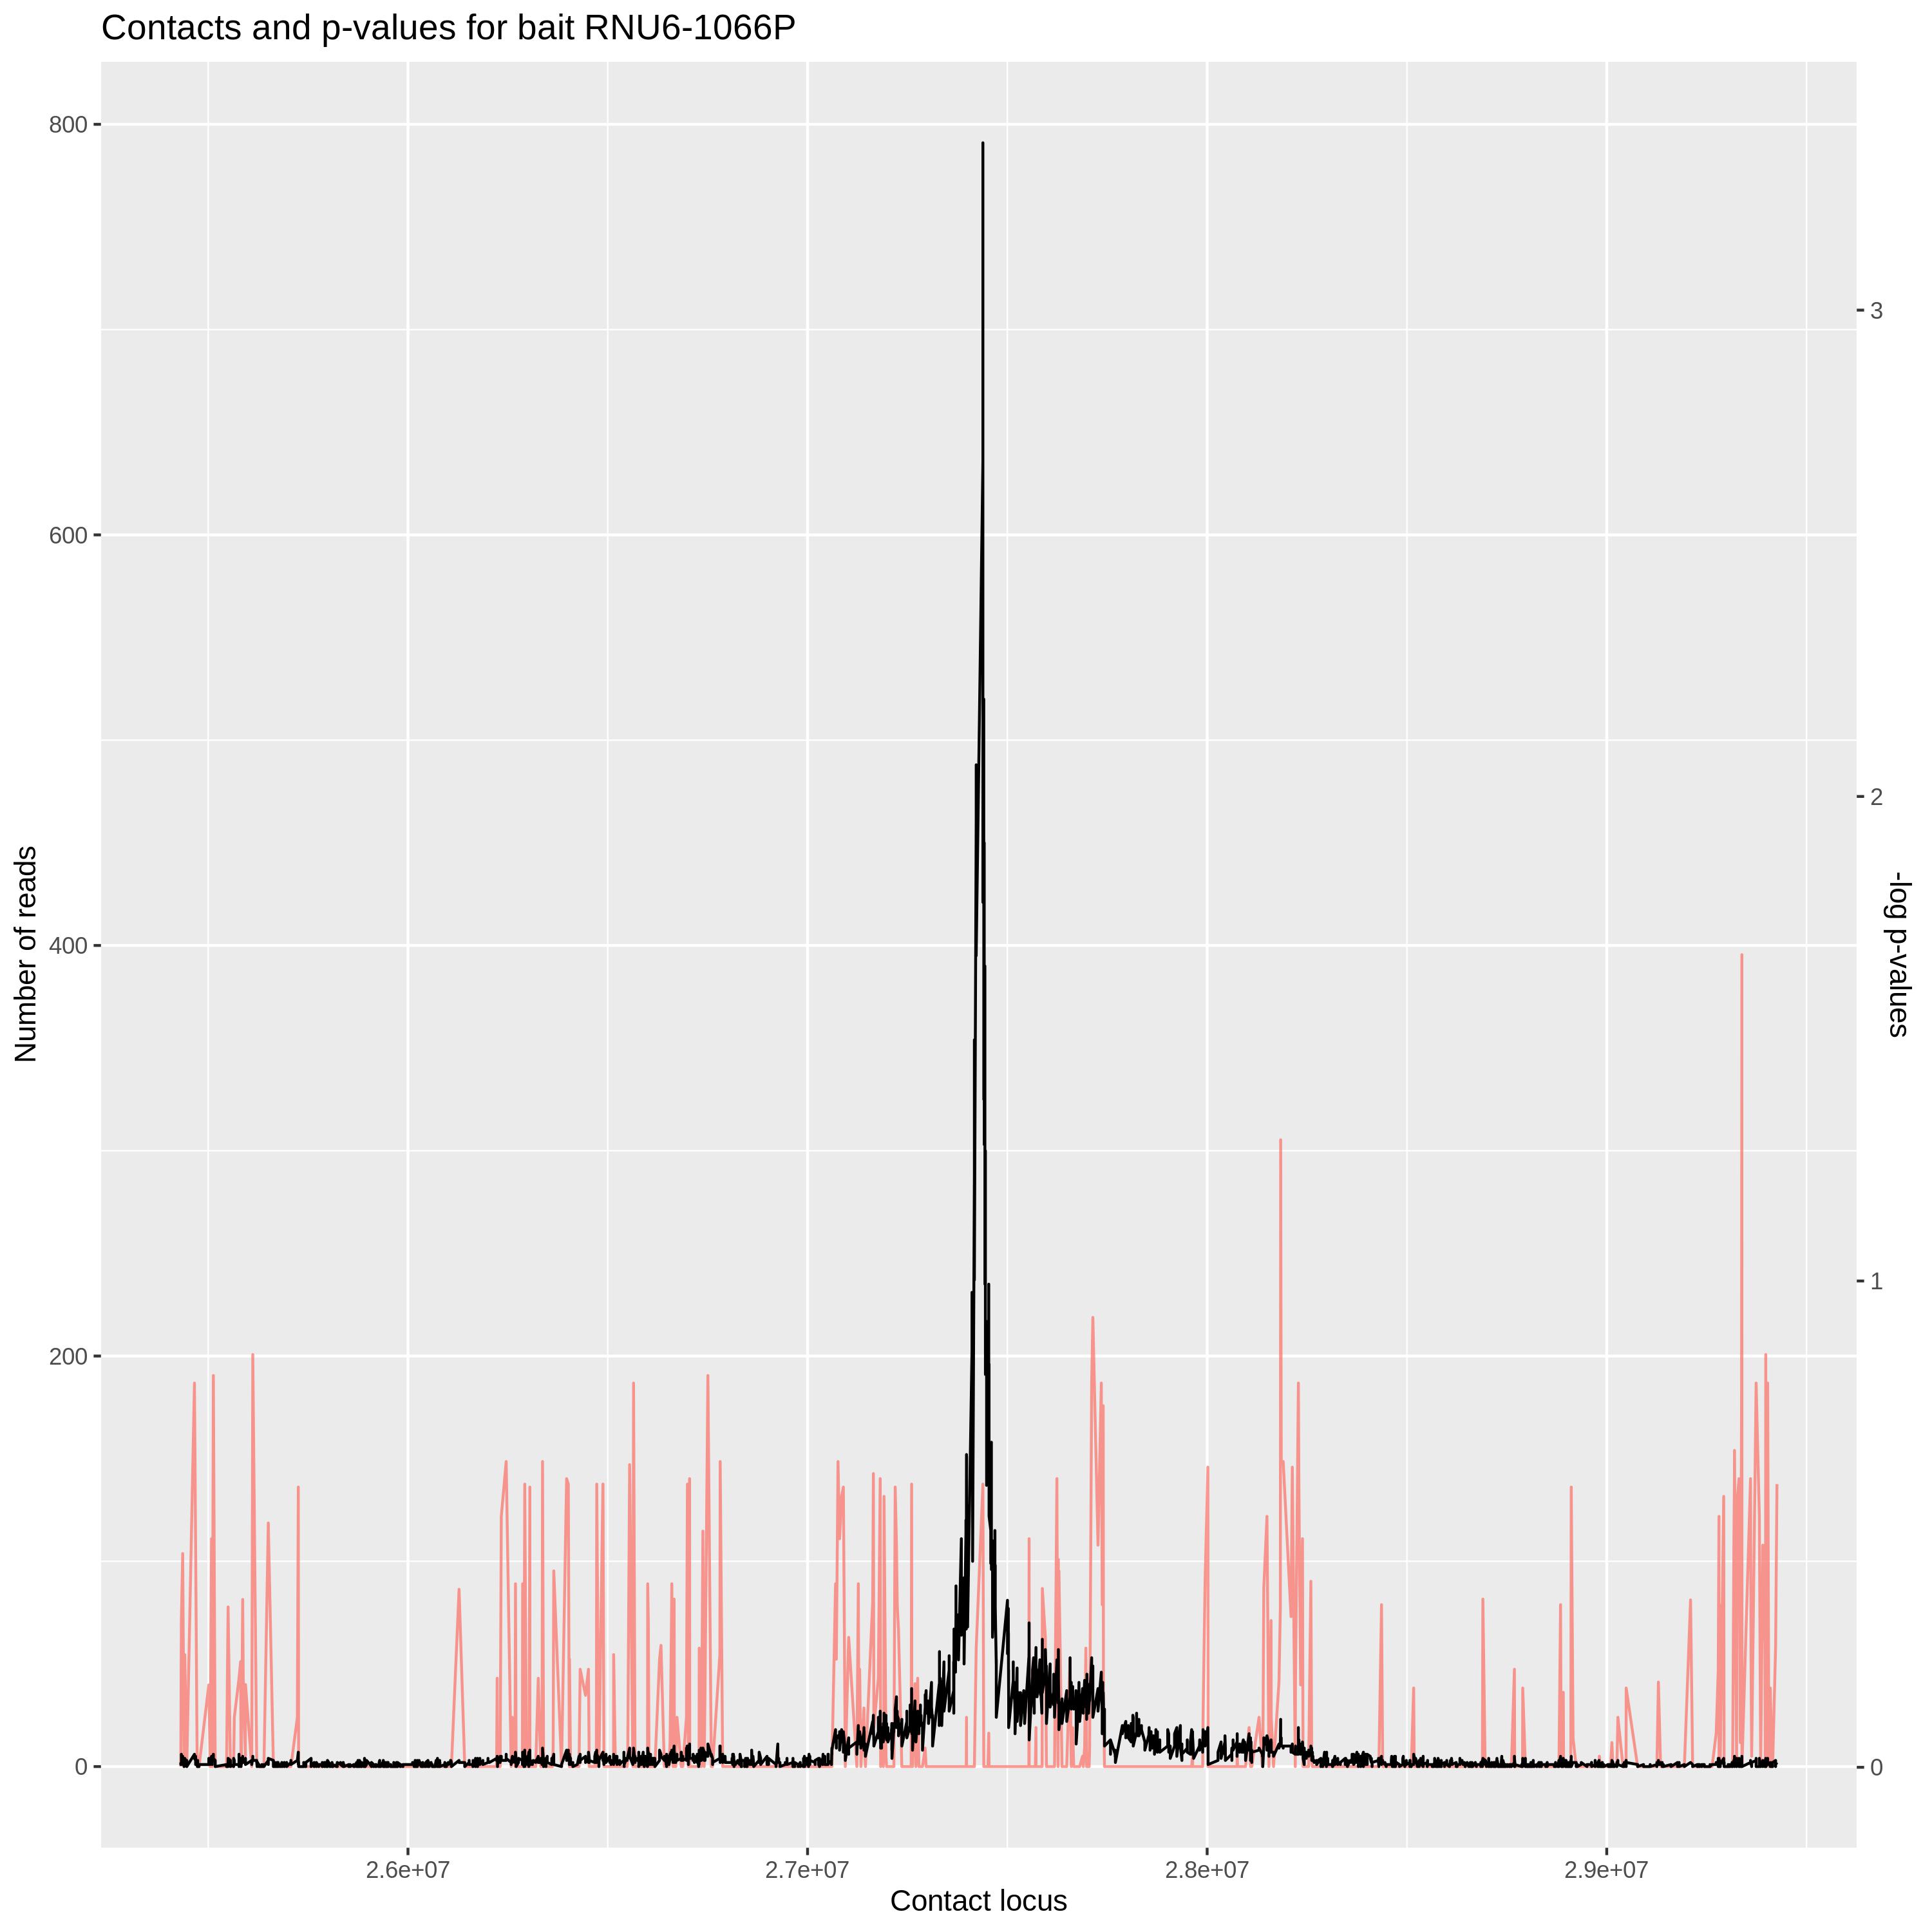 Contacts and p-values for bait RNU6-1066P
800
600
400
200
0
Number of reads
3
2
1
0
-log p-values
2.6e+07
2.7e+07
2.8e+07
2.9e+07
Contact locus